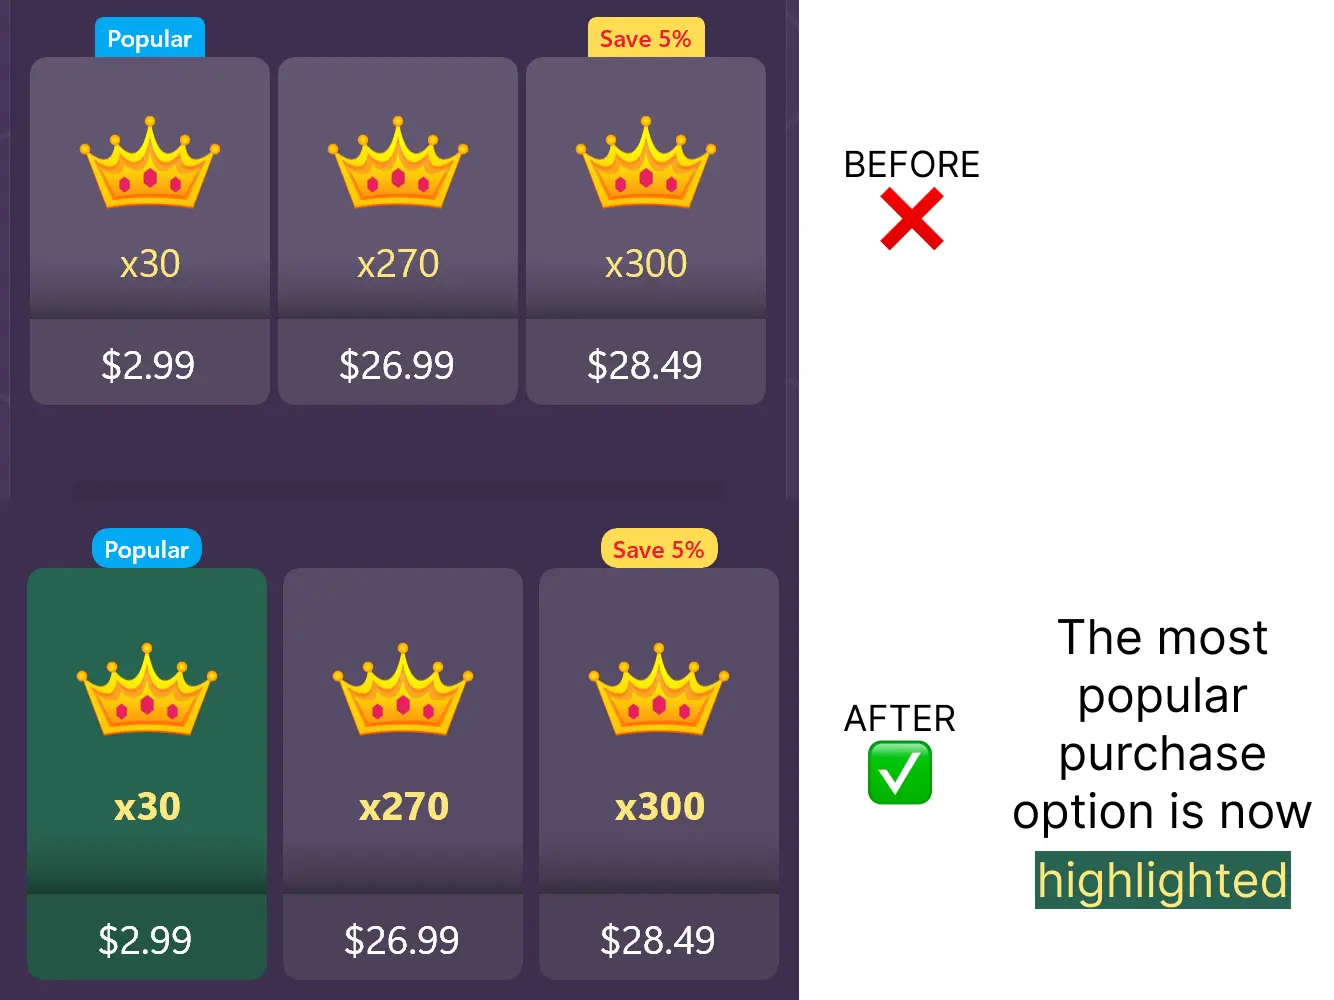 Popular
Save 5%
x30
x270
x300
$2.99
$26.99
$28.49
BEFORE
Popular
Save 5%
x30
x270
x300
$2.99
$26.99
$28.49
AFTER
The most
popular
purchase
option is now
highlighted